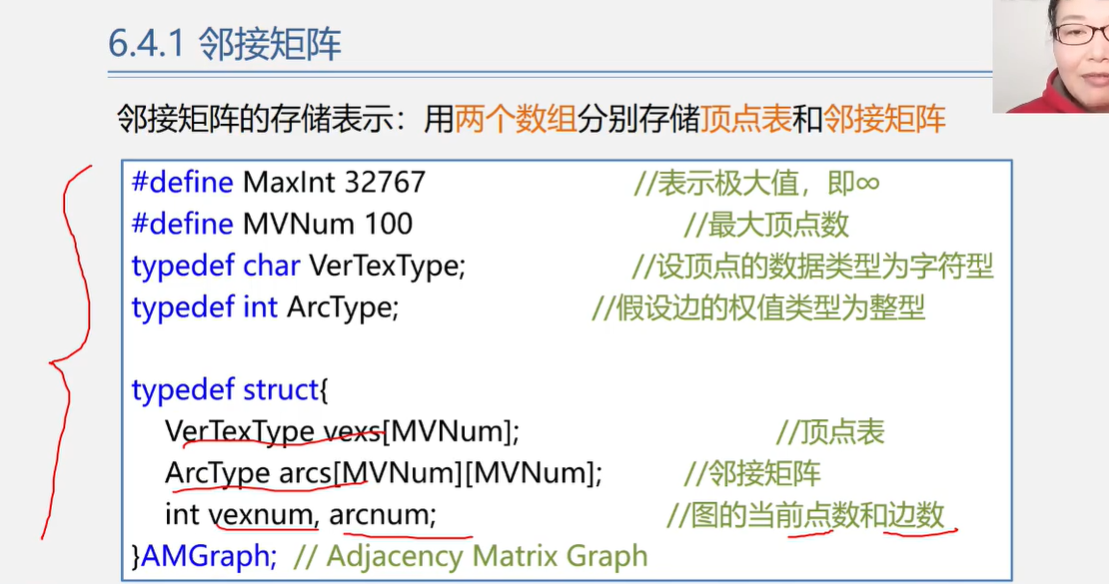 6.4.1 邻接矩阵
邻接矩阵的存储表示：用两个数组分别存储顶点表和邻接矩阵
#define MaxInt 32767 //表示极大值，即∞
#define MVNum 100 //最大顶点数
typedef char VerTexType; //设顶点的数据类型为字符型
typedef int ArcType; //假设边的权值类型为整型
typedef struct{
VerTexType vexs[MVNum]; //顶点表
ArcType arcs[MVNum][MVNum]; //邻接矩阵
int vexnum, arcnum; //图的当前点数和边数
}AMGraph; // Adjacency Matrix Graph